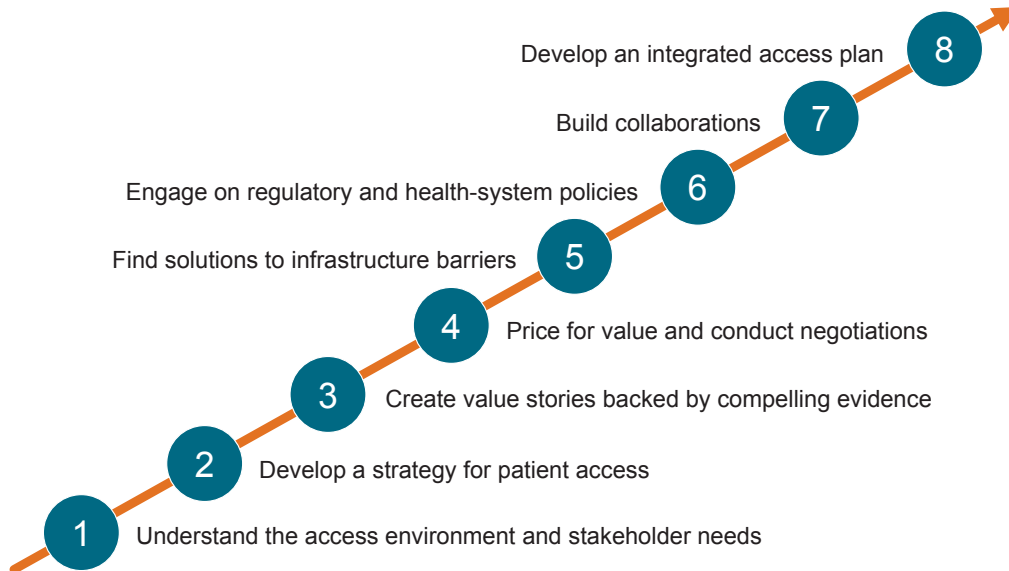 Develop an integrated access plan
8
Build collaborations
7
Engage on regulatory and health-system policies
6
Find solutions to infrastructure barriers
5
4
Price for value and conduct negotiations
3
Create value stories backed by compelling evidence
2
Develop a strategy for patient access
1
Understand the access environment and stakeholder needs